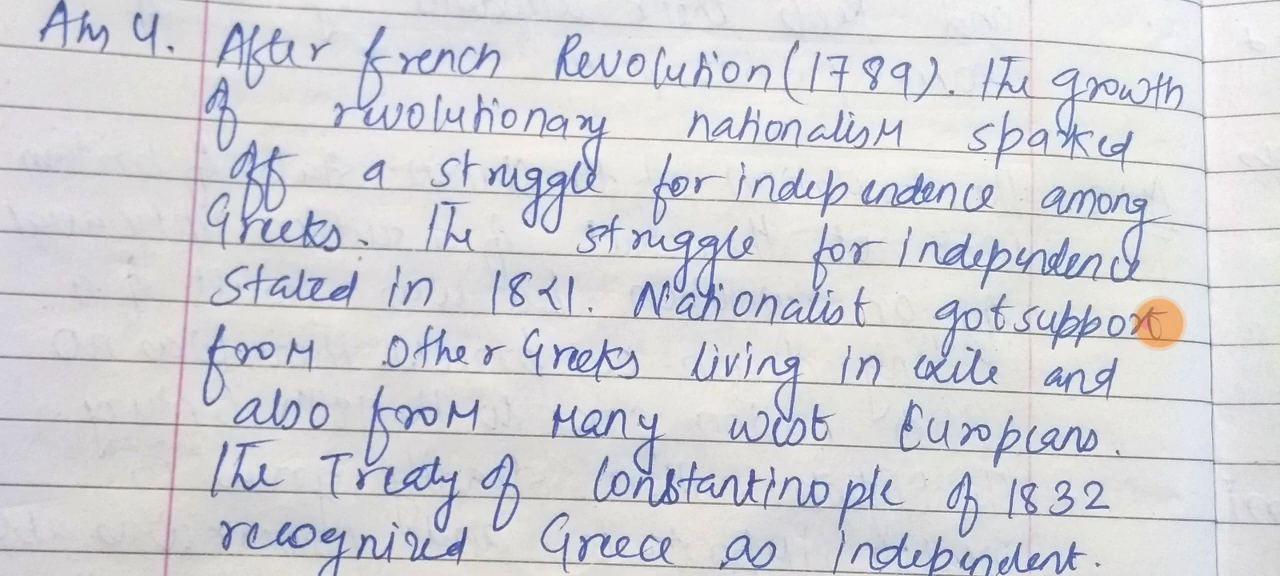 Ans 4. After french Revolution (1789). The growth
of revolutionary nationalism sparked
off a struggle for independence among
Greeks. The struggle for independence
Stated in 1821. Nationalist got support
from other Greeks living in exile and
also from many west Europeans.
The Treaty of Constantinople of 1832
recognized Greece as independent.